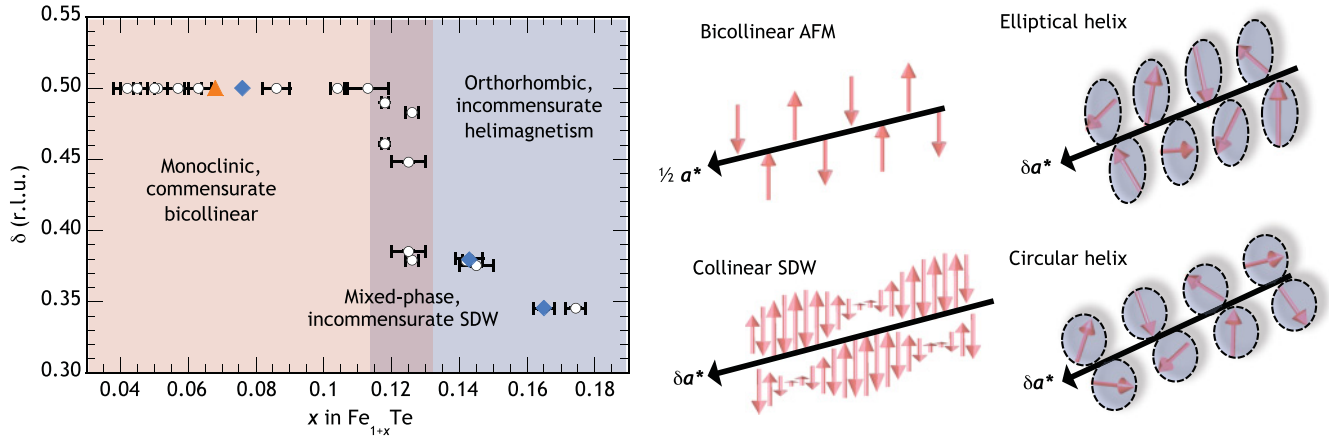 0.55
0.50
0.45
0.40
0.35
0.30
δ (r.l.u.)
0.04
0.06
0.08
0.1
0.12
0.14
0.16
0.18
x in Fe1+xTe
Monoclinic,
commensurate
bicollinear
Orthorhombic,
incommensurate
helimagnetism
Mixed-phase,
incommensurate SDW
Bicollinear AFM
½ a*
Elliptical helix
δa*
Collinear SDW
δa*
Circular helix
δa*